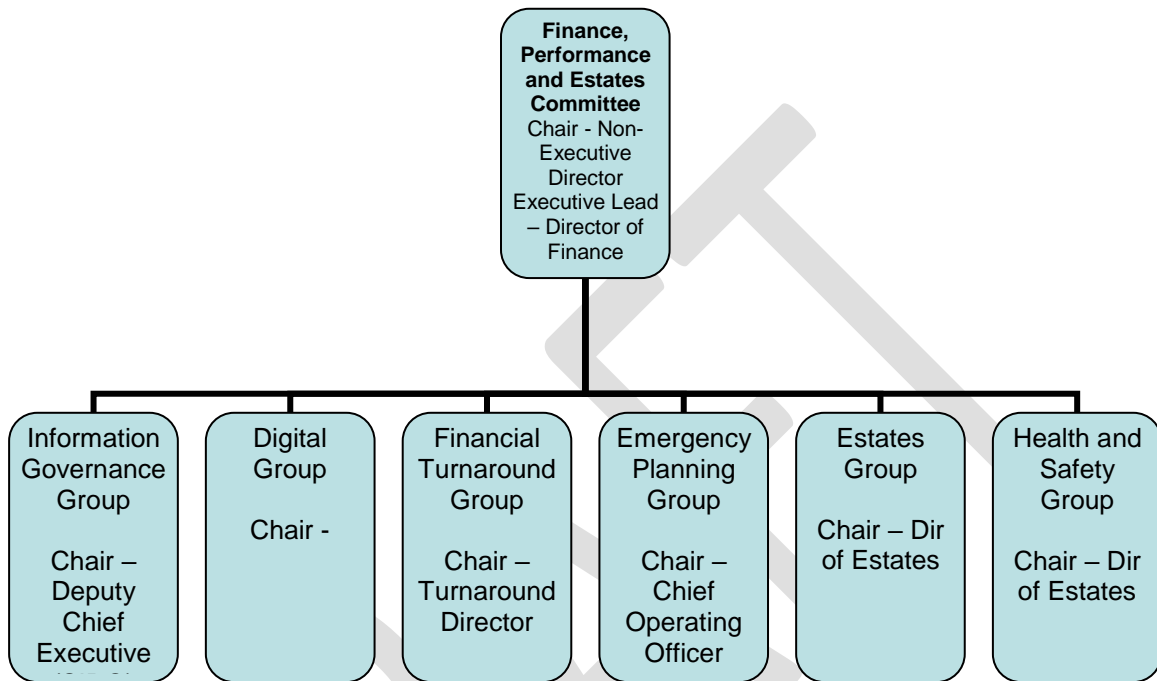 Finance,
Performance
and Estates
Committee
Chair - Non-
Executive
Director
Executive Lead
– Director of
Finance
Information
Governance
Group
Chair –
Deputy
Chief
Executive
Digital
Group
Chair -
Financial
Turnaround
Group
Chair –
Turnaround
Director
Emergency
Planning
Group
Chair –
Chief
Operating
Officer
Estates
Group
Chair – Dir
of Estates
Health and
Safety
Group
Chair – Dir
of Estates